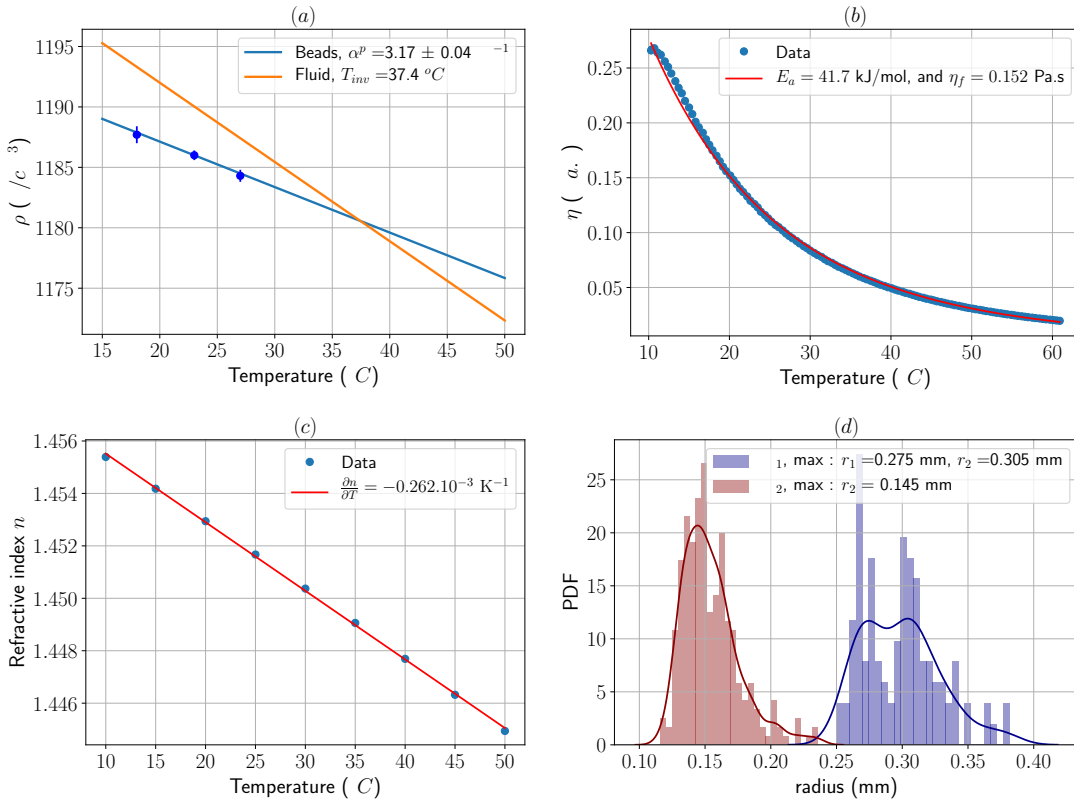 (a)
1195
1190
1185
1180
1175
ρ ( /c ³)
15 20 25 30 35 40 45 50
Temperature ( C)
Beads, α^p =3.17 ± 0.04 ⁻¹
Fluid, T_inv =37.4 °C
(b)
0.25
0.20
0.15
0.10
0.05
η ( a. )
10 20 30 40 50 60
Temperature ( C)
Data
E_a = 41.7 kJ/mol, and η_f = 0.152 Pa.s
(c)
1.456
1.454
1.452
1.450
1.448
1.446
Refractive index n
10 15 20 25 30 35 40 45 50
Temperature ( C)
Data
∂n/∂T = −0.262.10⁻³ K⁻¹
(d)
25
20
15
10
5
0
PDF
0.10 0.15 0.20 0.25 0.30 0.35 0.40
radius (mm)
₁, max : r₁ =0.275 mm, r₂ =0.305 mm
₂, max : r₂ = 0.145 mm